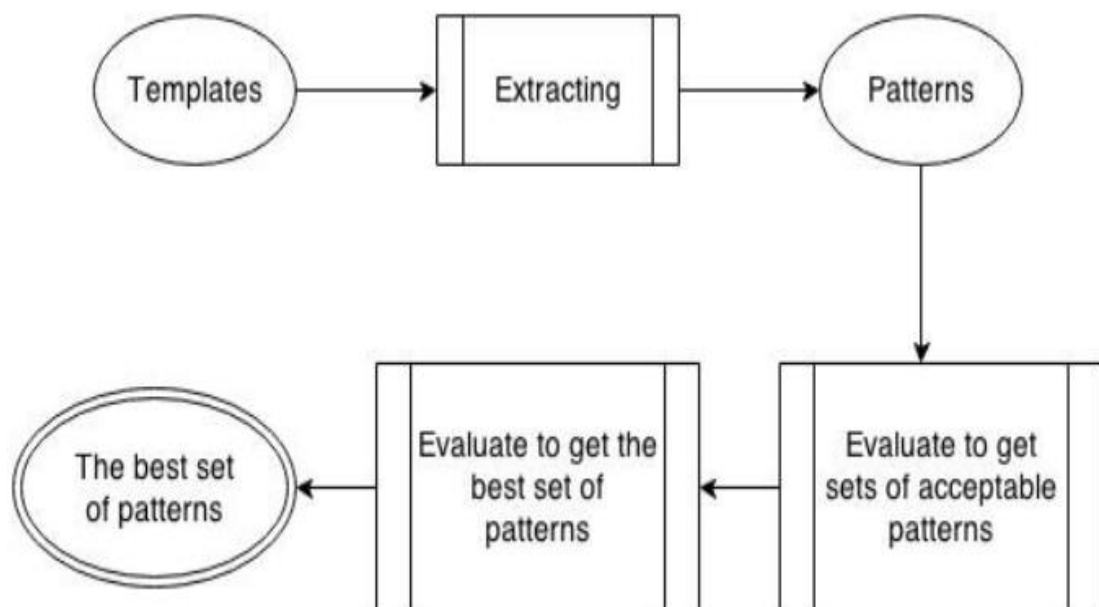 Templates
Extracting
Patterns
Evaluate to get the
best set of
patterns
Evaluate to get
sets of acceptable
patterns
The best set
of patterns